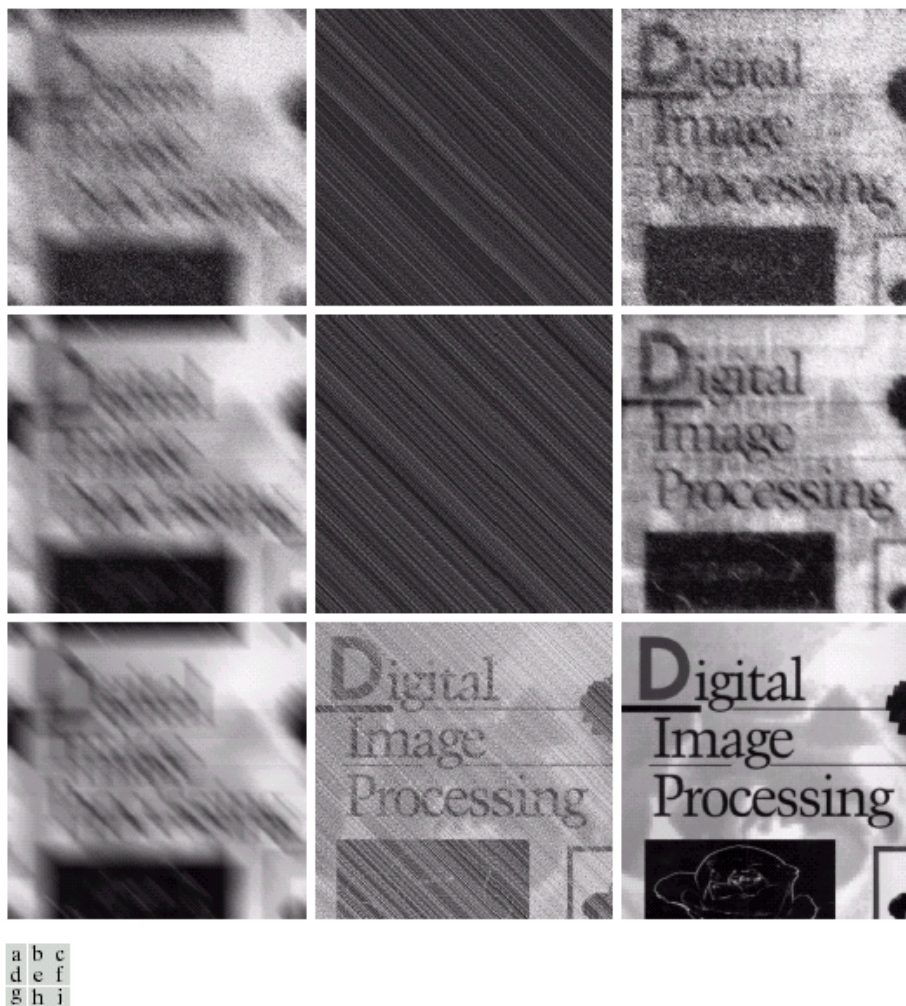 Digital
Image
Processing
Digital
Image
Processing
Digital
Image
Processing
Digital
Image
Processing
a b c
d e f
g h i